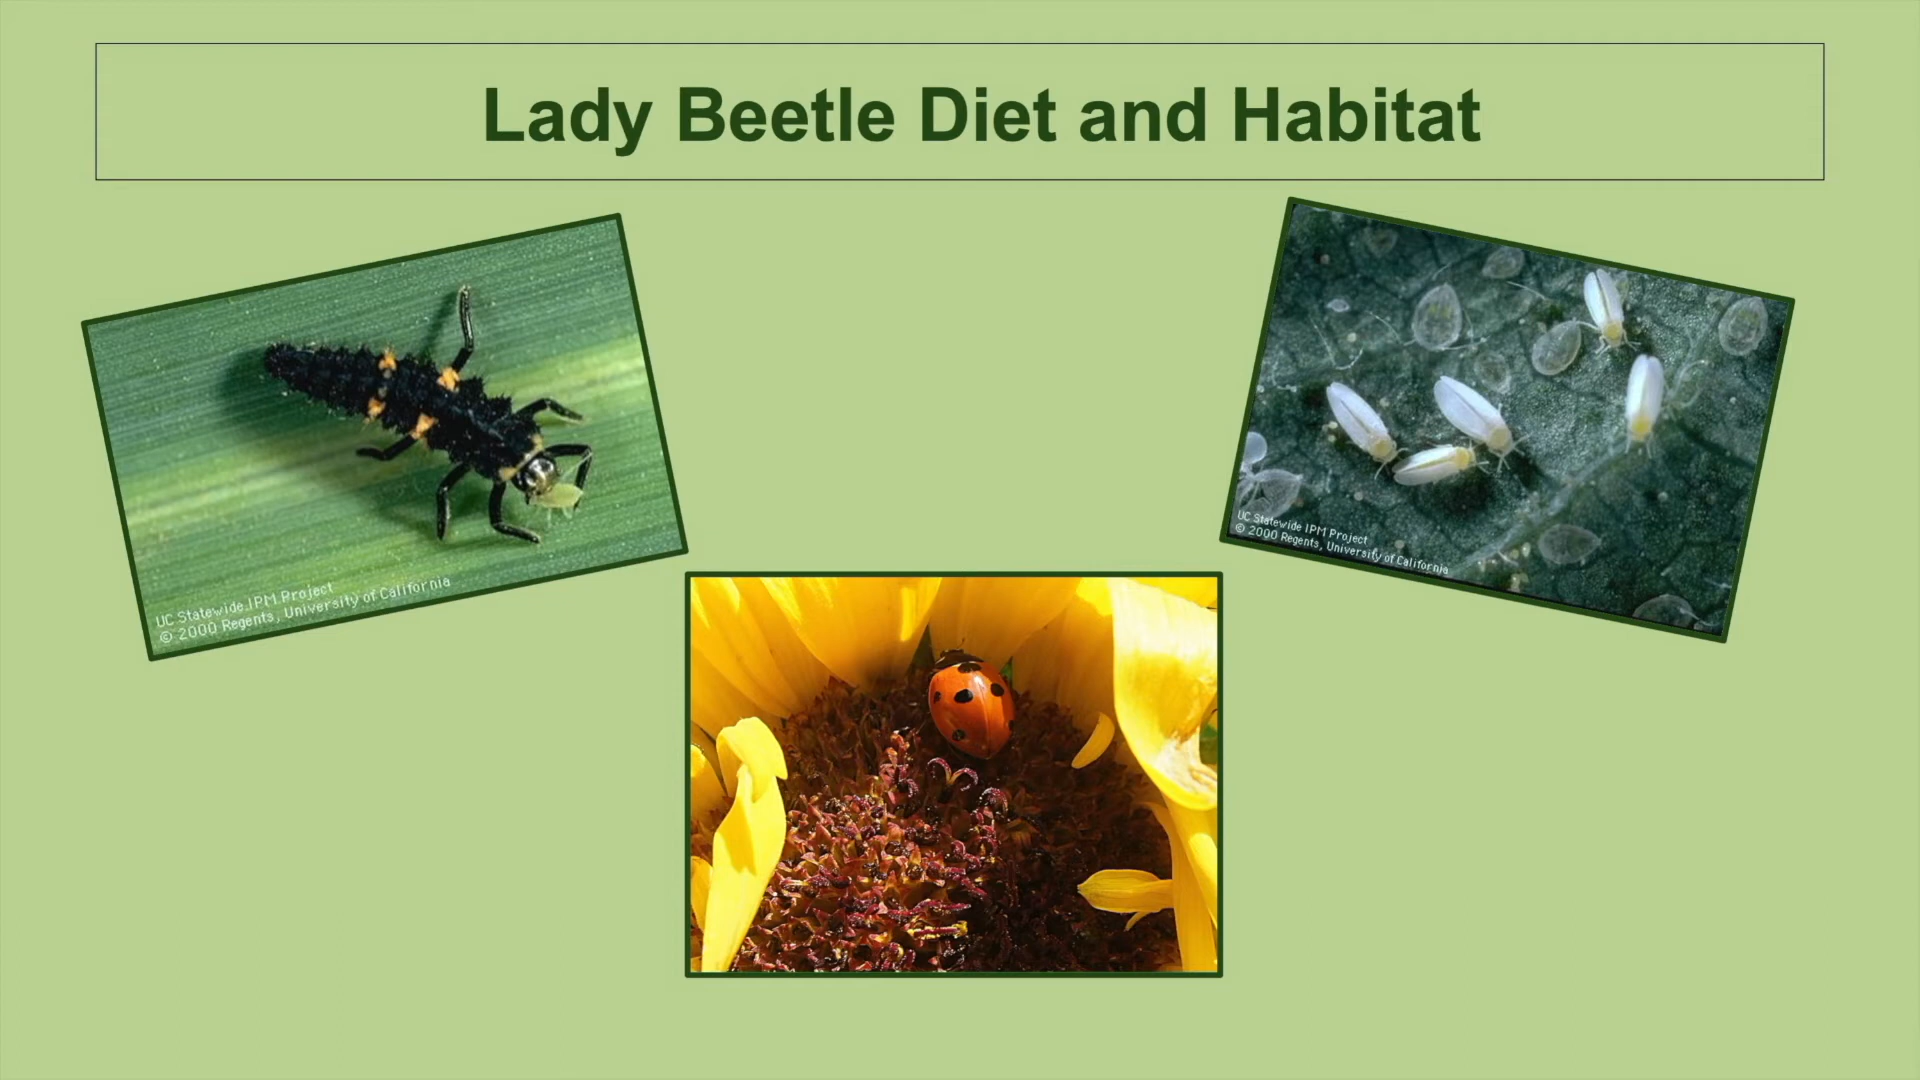 Lady Beetle Diet and Habitat
UC Statewide IPM Project
© 2000 Regents, University of California
UC Statewide IPM Project
© 2000 Regents, University of California